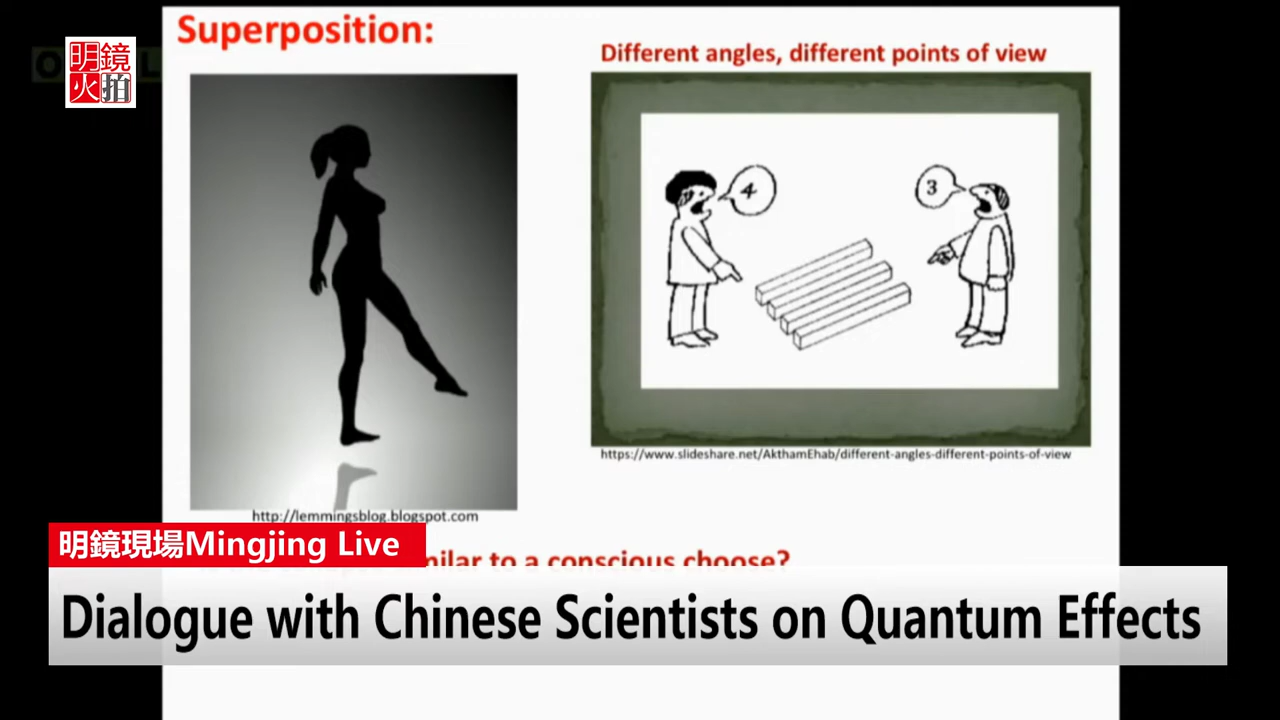 Superposition:
Different angles, different points of view
明鏡
火拍
4
3
https://www.slideshare.net/AkthamEhab/different-angles-different-points-of-view
http://lemmingsblog.blogspot.com
to a conscious choose?
明鏡現場Mingjing Live
Dialogue with Chinese Scientists on Quantum Effects